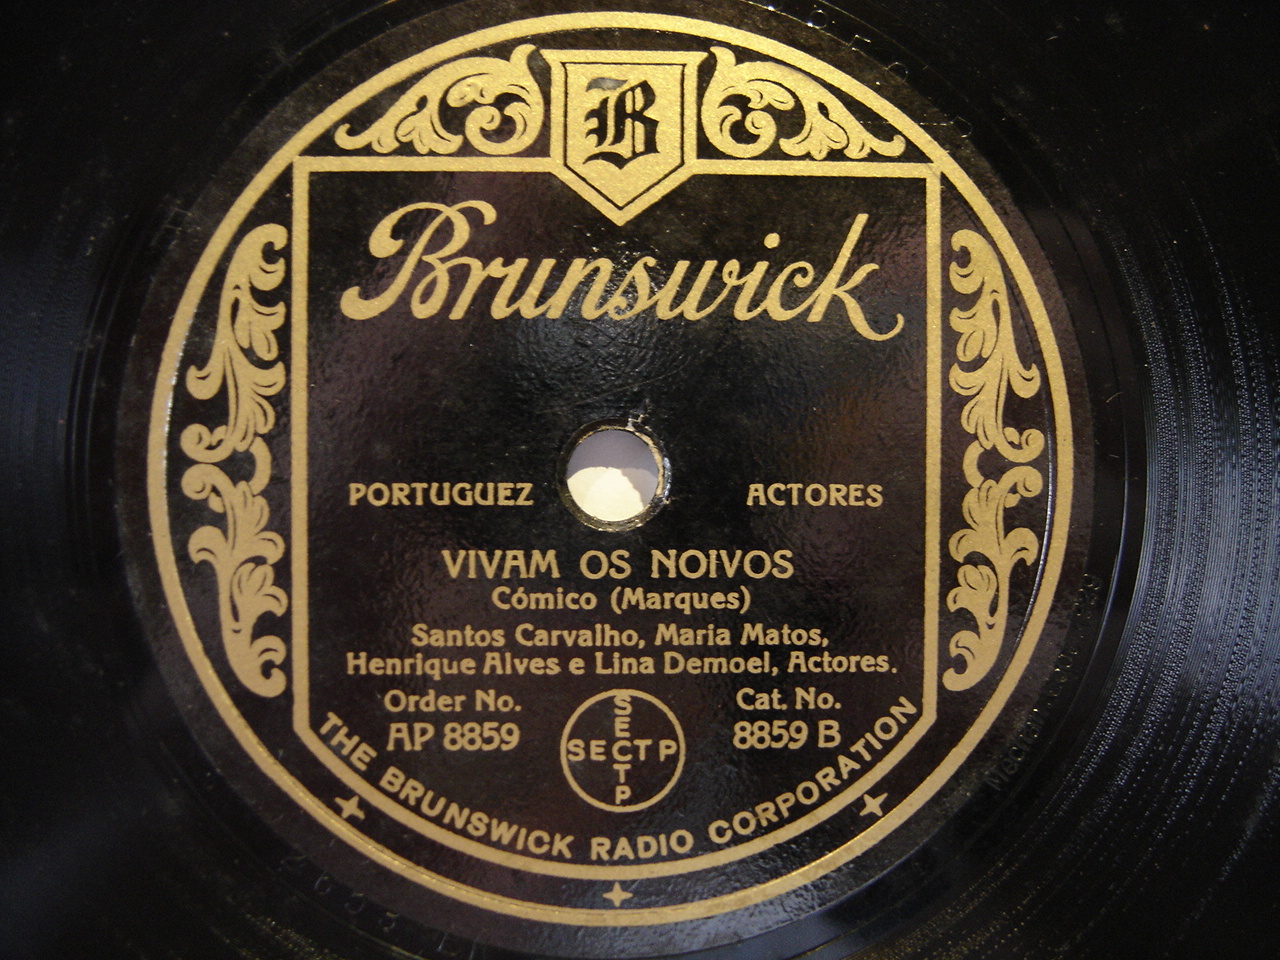 B
Brunswick
PORTUGUEZ ACTORES
VIVAM OS NOIVOS
Cómico (Marques)
Santos Carvalho, Maria Matos,
Henrique Alves e Lina Demoel, Actores.
Order No. Cat. No.
AP 8859 8859 B
SECTP
SECTP
THE BRUNSWICK RADIO CORPORATION